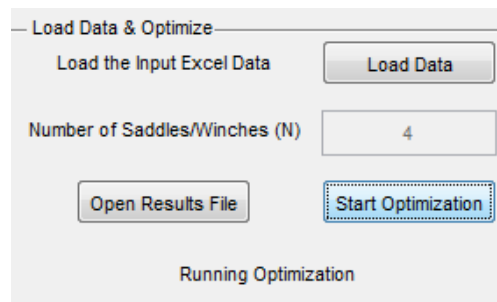 Load Data & Optimize
Load the Input Excel Data Load Data
Number of Saddles/Winches (N) 4
Open Results File Start Optimization
Running Optimization